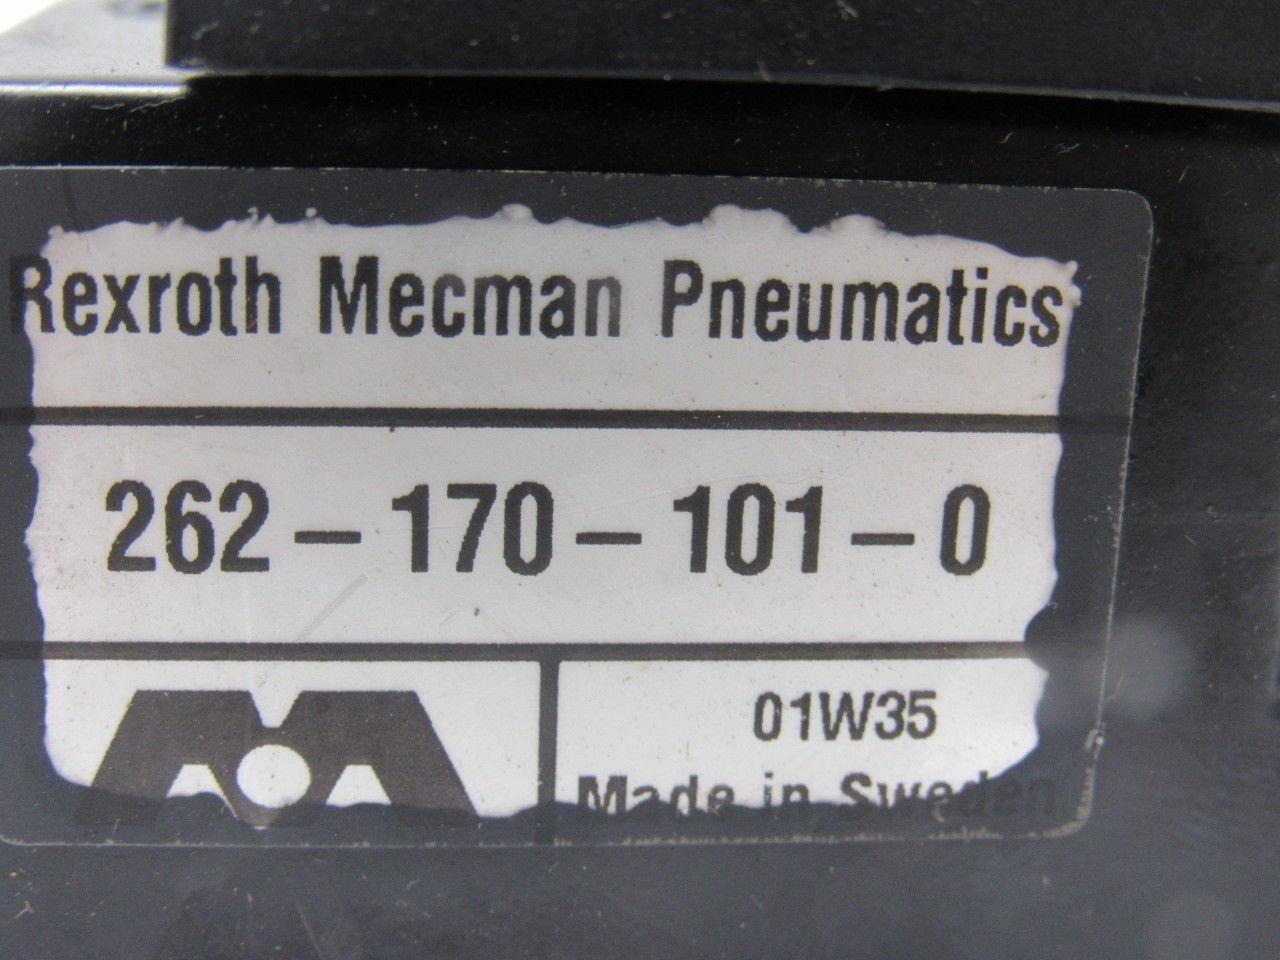 Rexroth Mecman Pneumatics
262-170-101-0
01W35
Made in Sweden